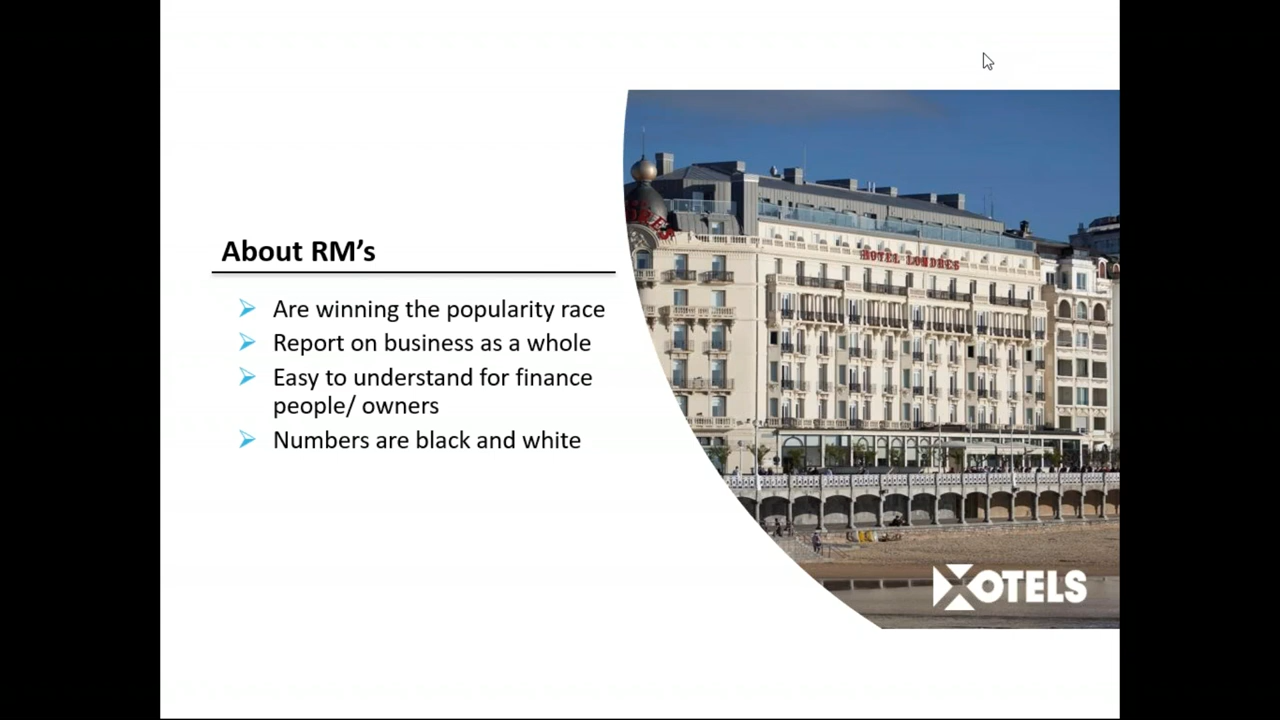 About RM’s
Are winning the popularity race
Report on business as a whole
Easy to understand for finance
people/ owners
Numbers are black and white
HOTEL LONDRES
XOTELS